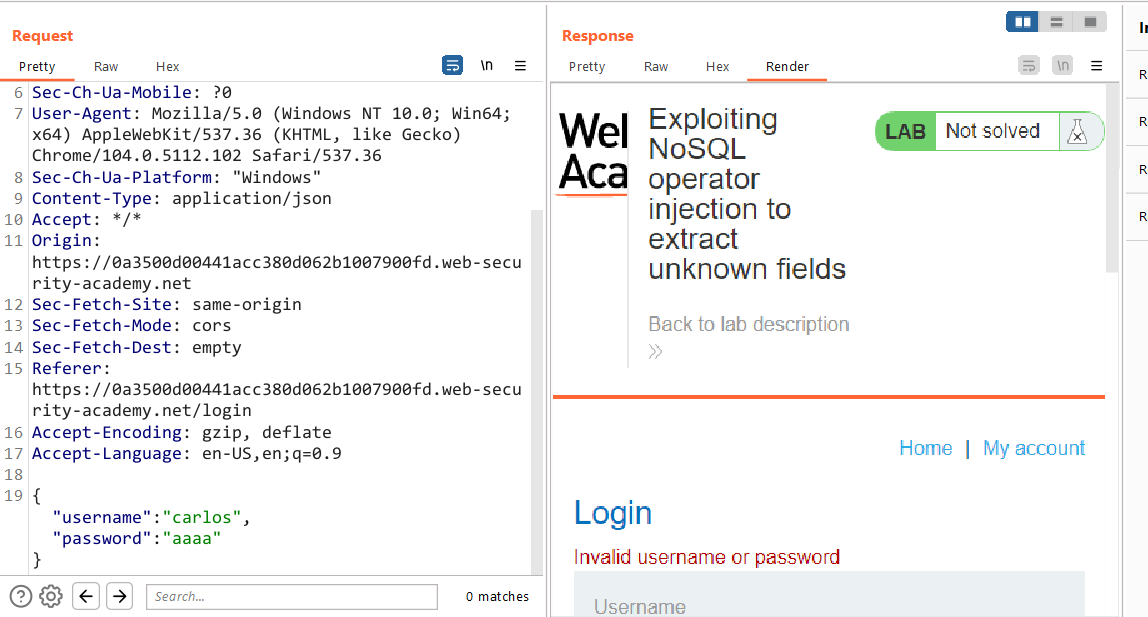 Request
Pretty Raw Hex \n
6 Sec-Ch-Ua-Mobile: ?0
7 User-Agent: Mozilla/5.0 (Windows NT 10.0; Win64;
x64) AppleWebKit/537.36 (KHTML, like Gecko)
Chrome/104.0.5112.102 Safari/537.36
8 Sec-Ch-Ua-Platform: "Windows"
9 Content-Type: application/json
10 Accept: */*
11 Origin:
https://0a3500d00441acc380d062b1007900fd.web-secu
rity-academy.net
12 Sec-Fetch-Site: same-origin
13 Sec-Fetch-Mode: cors
14 Sec-Fetch-Dest: empty
15 Referer:
https://0a3500d00441acc380d062b1007900fd.web-secu
rity-academy.net/login
16 Accept-Encoding: gzip, deflate
17 Accept-Language: en-US,en;q=0.9
18
19 {
"username":"carlos",
"password":"aaaa"
}
? Search... 0 matches
Response
Pretty Raw Hex Render \n
Wel
Aca
Exploiting
NoSQL
operator
injection to
extract
unknown fields
Back to lab description
LAB Not solved
Home | My account
Login
Invalid username or password
Username
In
R
R
R
R